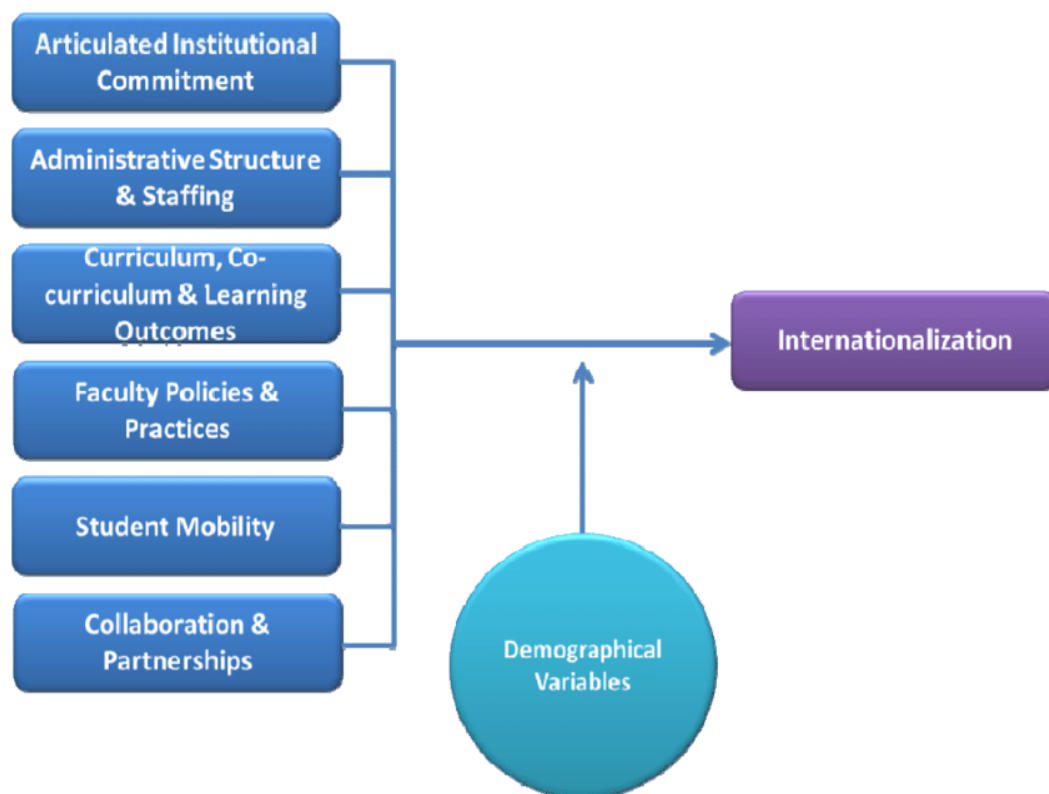 Articulated Institutional
Commitment
Administrative Structure
& Staffing
Curriculum, Co-
curriculum & Learning
Outcomes
Faculty Policies &
Practices
Student Mobility
Collaboration &
Partnerships
Internationalization
Demographical
Variables